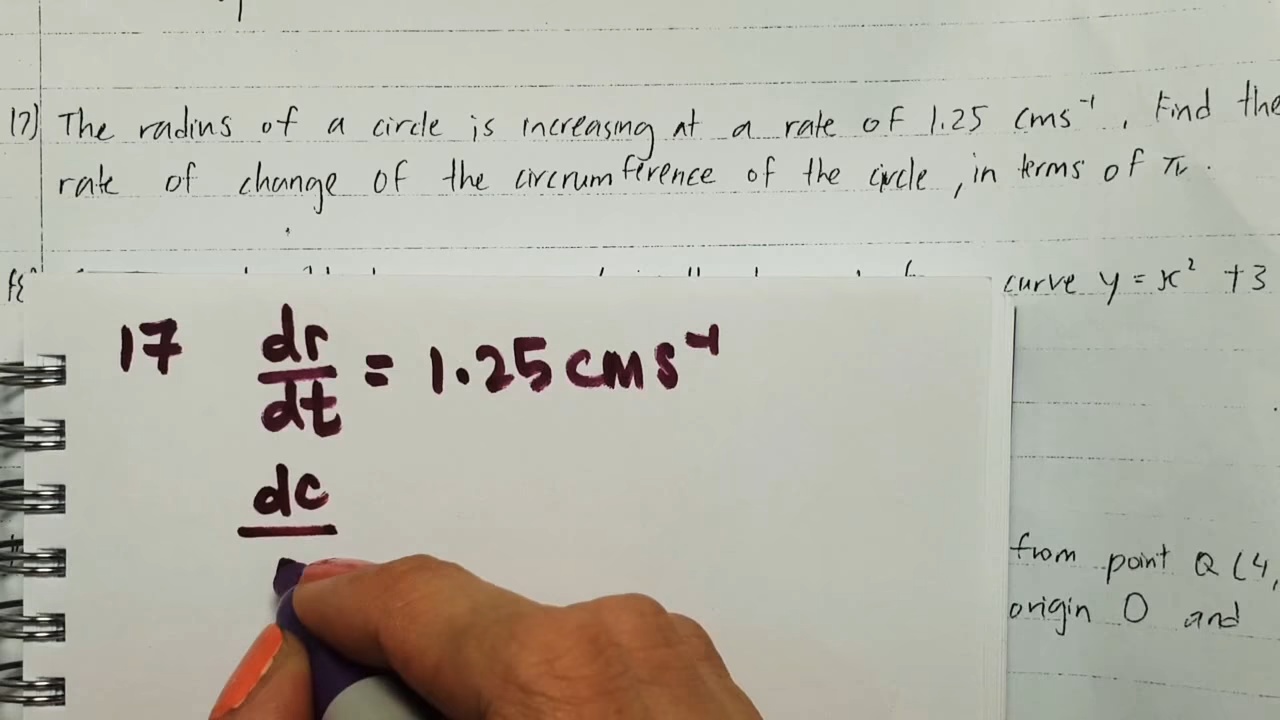 17) The radius of a circle is increasing at a rate of 1.25 cms⁻¹. Find the
rate of change of the circrumference of the circle, in terms of π.
curve y = x² + 3
17 dr/dt = 1.25 cms⁻¹
dc
from point Q (4,
origin O and